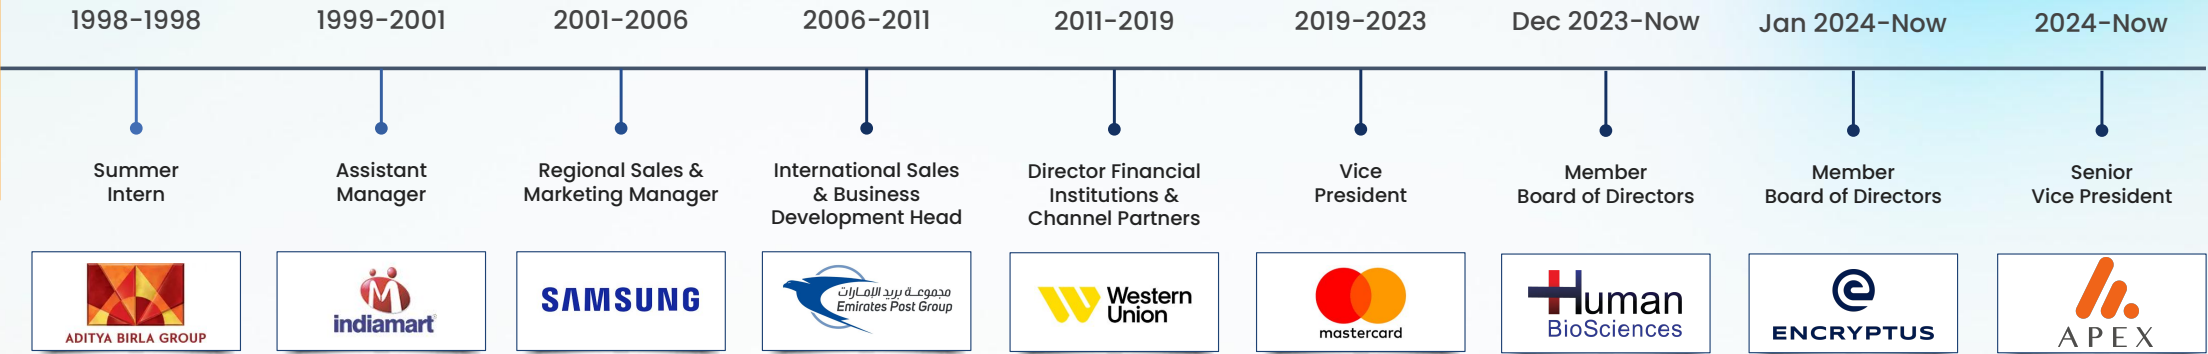 1998-1998
1999-2001
2001-2006
2006-2011
2011-2019
2019-2023
Dec 2023-Now
Jan 2024-Now
2024-Now
Summer
Intern
Assistant
Manager
Regional Sales &
Marketing Manager
International Sales
& Business
Development Head
Director Financial
Institutions &
Channel Partners
Vice
President
Member
Board of Directors
Member
Board of Directors
Senior
Vice President
ADITYA BIRLA GROUP
indiamart
SAMSUNG
مجموعة بريد الإمارات
Emirates Post Group
Western
Union
mastercard
Human
BioSciences
ENCRYPTUS
APEX